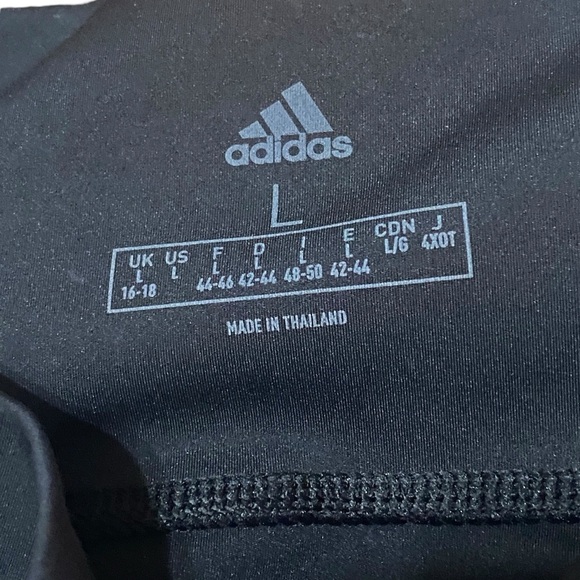 adidas
L
UK US F D I E CDN J
L L L L L L L/G 4XOT
16-18 44-46 42-44 48-50 42-44
MADE IN THAILAND